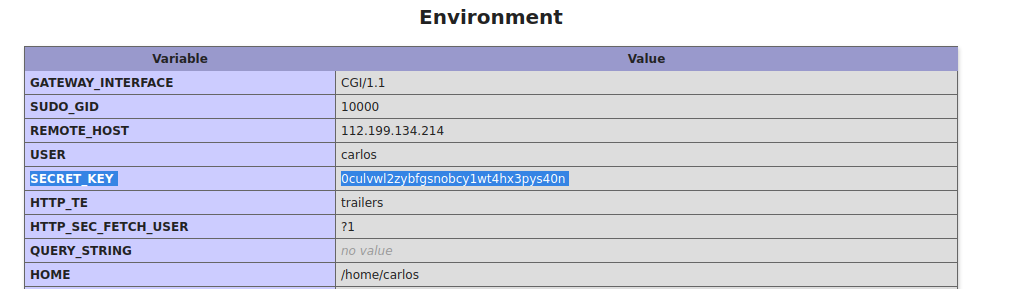 Environment
Variable Value
GATEWAY_INTERFACE CGI/1.1
SUDO_GID 10000
REMOTE_HOST 112.199.134.214
USER carlos
SECRET_KEY 0culvwl2zybfgsnobcy1wt4hx3pys40n
HTTP_TE trailers
HTTP_SEC_FETCH_USER ?1
QUERY_STRING no value
HOME /home/carlos